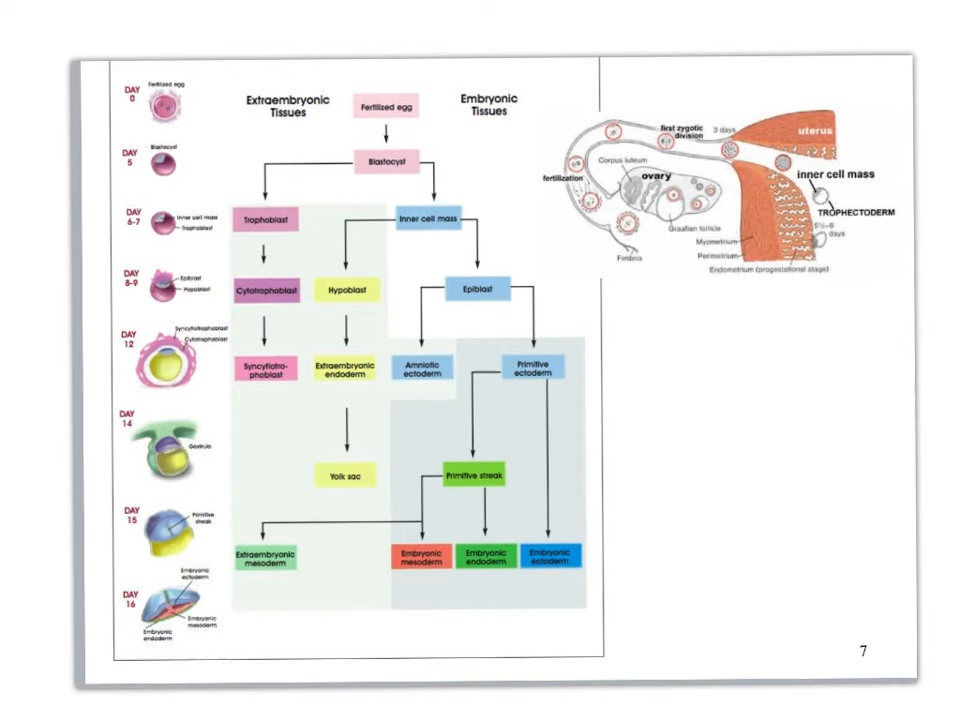 DAY
0
Fertilized egg
DAY
5
Blastocyst
DAY
6-7
Inner cell mass
Trophoblast
DAY
8-9
Epiblast
Hypoblast
DAY
12
Syncytiotrophoblast
Cytotrophoblast
DAY
14
Gastrula
DAY
15
Primitive
streak
DAY
16
Embryonic
ectoderm
Embryonic
mesoderm
Embryonic
endoderm
Extraembryonic
Tissues
Fertilized egg
Embryonic
Tissues
Blastocyst
Trophoblast
Inner cell mass
Cytotrophoblast
Hypoblast
Epiblast
Syncytiotro-
phoblast
Extraembryonic
endoderm
Amniotic
ectoderm
Primitive
ectoderm
Yolk sac
Primitive streak
Extraembryonic
mesoderm
Embryonic
mesoderm
Embryonic
endoderm
Embryonic
ectoderm
first zygotic
division
3 days
uterus
Corpus luteum
fertilization
ovary
inner cell mass
TROPHECTODERM
Graafian follicle
5½–6
days
Myometrium
Fimbria
Perimetrium
Endometrium (progestational stage)
7